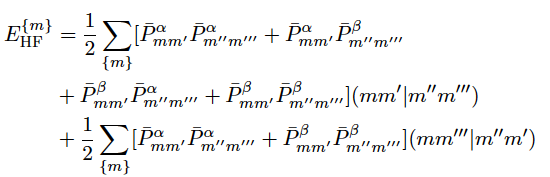 E_{HF}^{\{m\}} = \frac{1}{2} \sum_{\{m\}} [\bar{P}^{\alpha}_{mm'} \bar{P}^{\alpha}_{m''m'''} + \bar{P}^{\alpha}_{mm'} \bar{P}^{\beta}_{m''m'''}
+ \bar{P}^{\beta}_{mm'} \bar{P}^{\alpha}_{m''m'''} + \bar{P}^{\beta}_{mm'} \bar{P}^{\beta}_{m''m'''}](mm'|m''m''')
+ \frac{1}{2} \sum_{\{m\}} [\bar{P}^{\alpha}_{mm'} \bar{P}^{\alpha}_{m''m'''} + \bar{P}^{\beta}_{mm'} \bar{P}^{\beta}_{m''m'''}](mm'''|m''m')